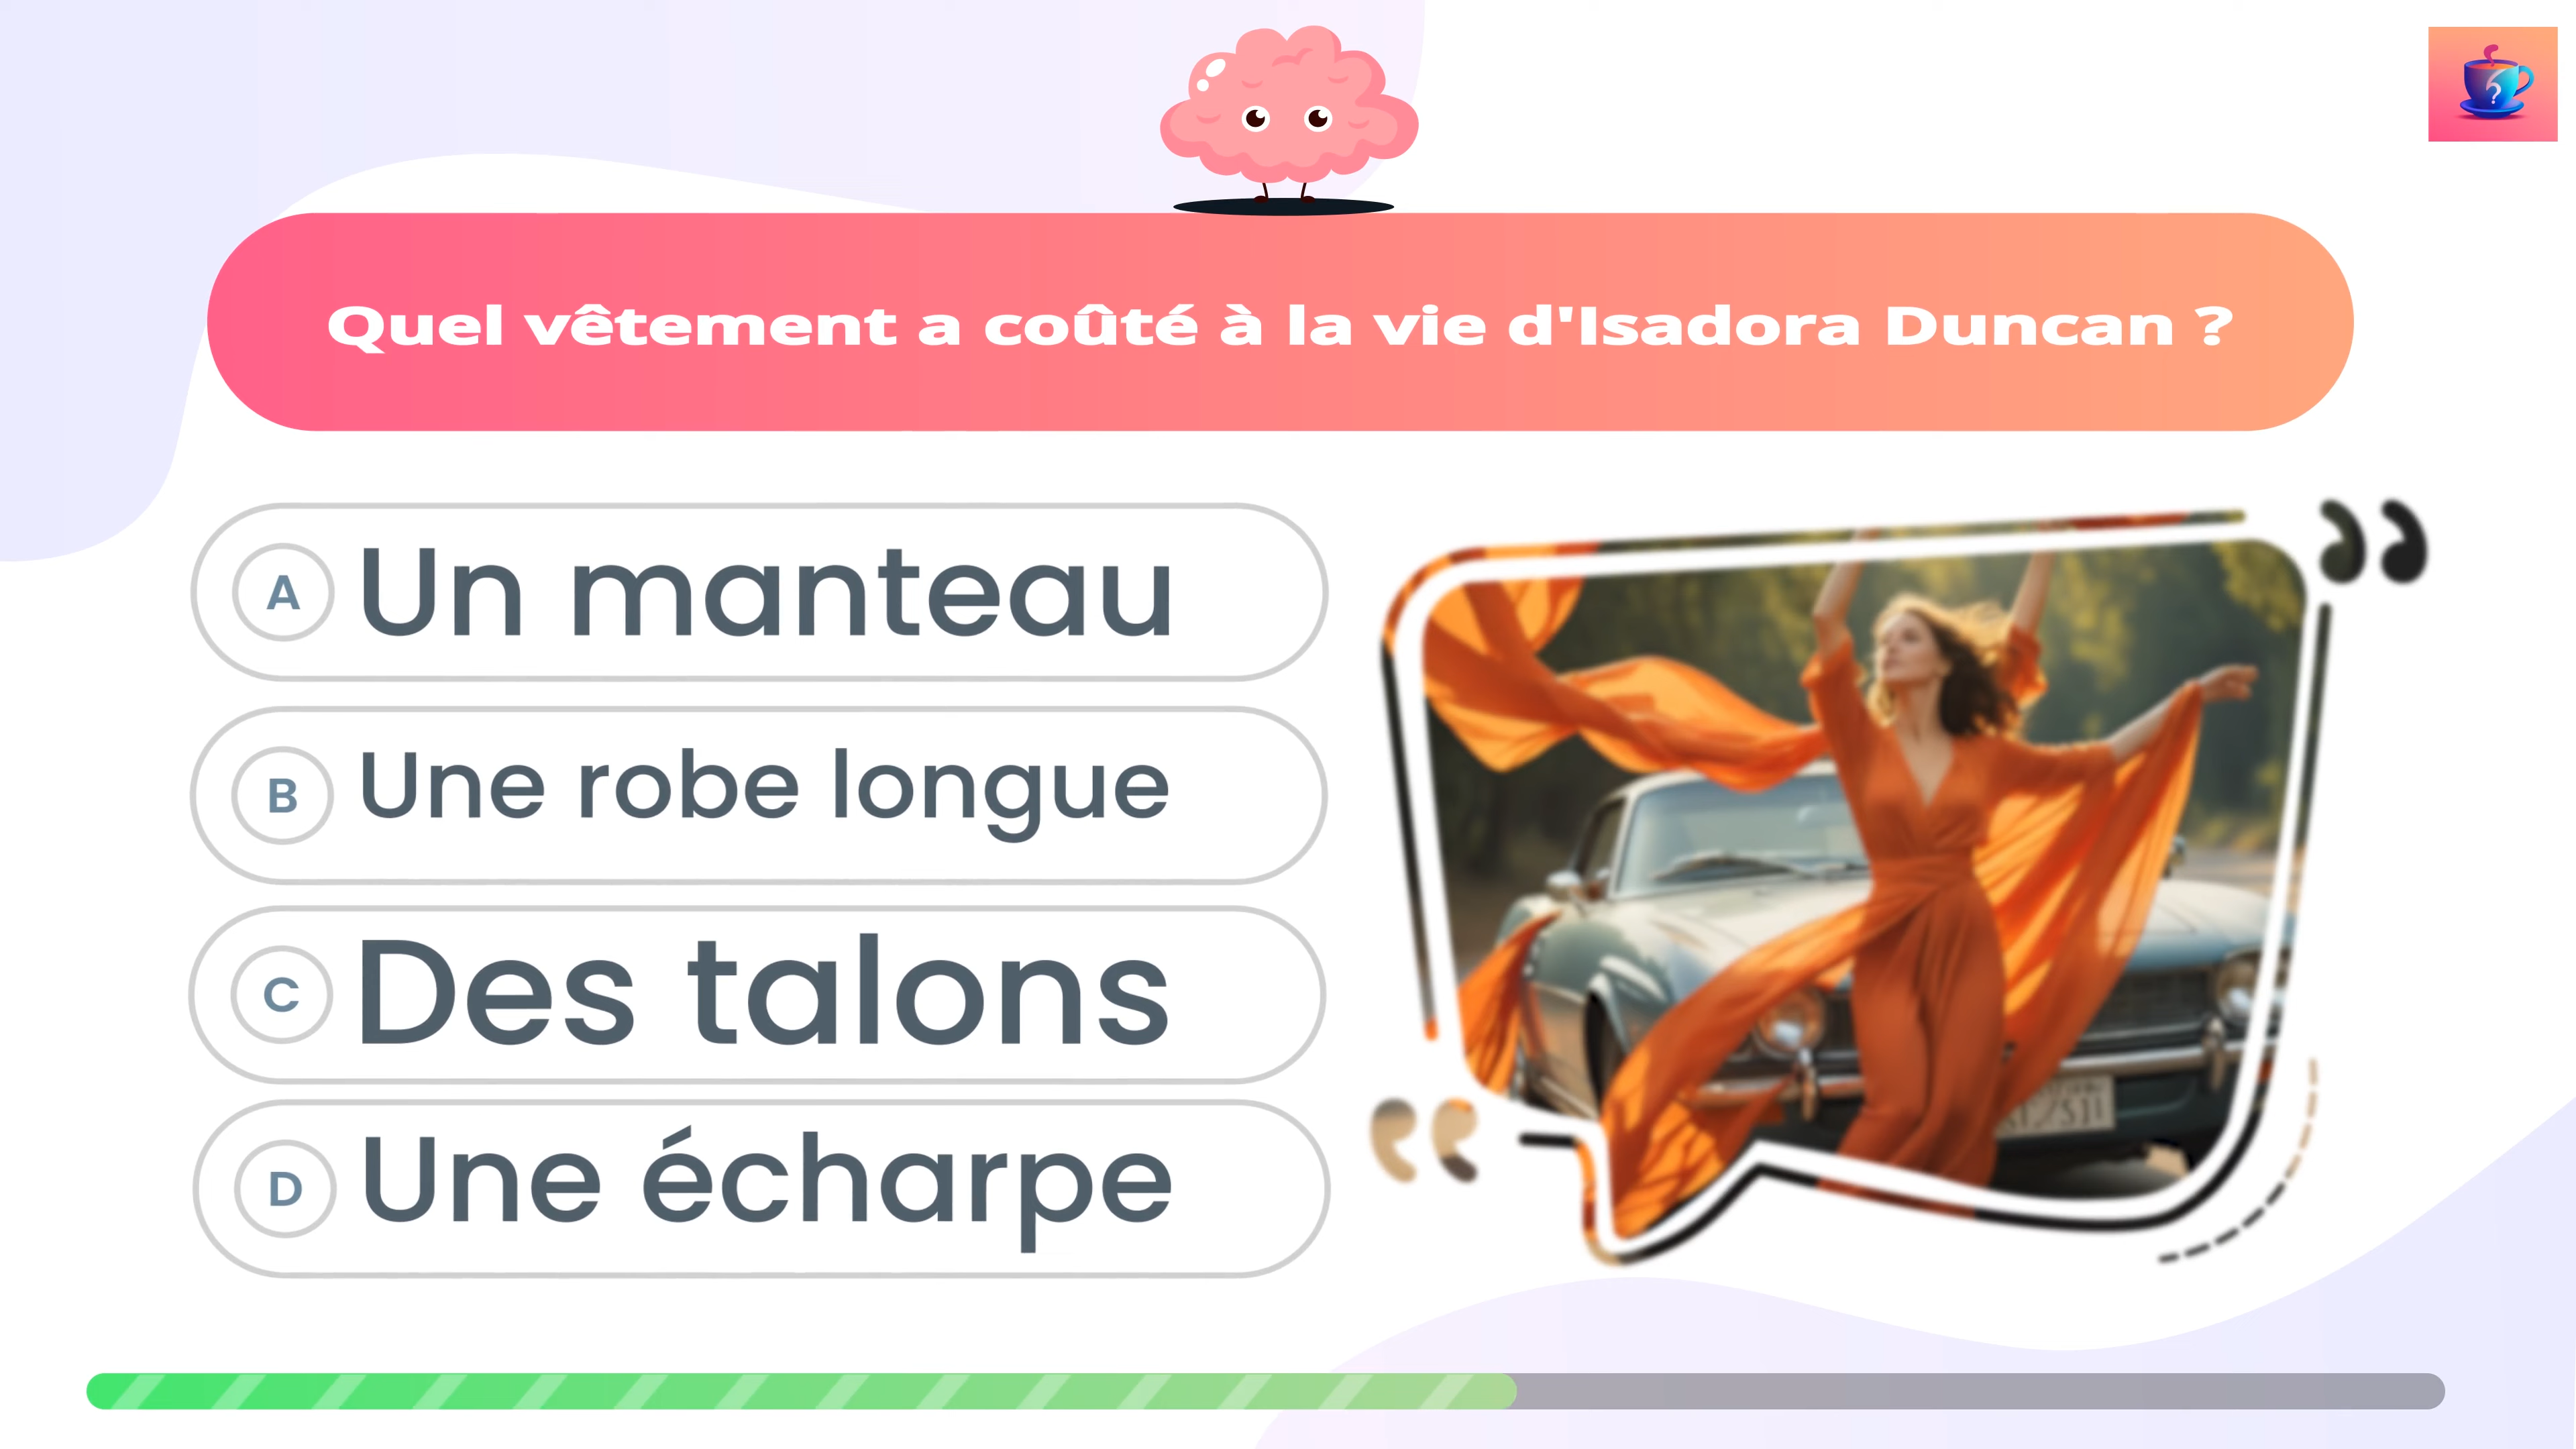 Quel vêtement a coûté à la vie d'Isadora Duncan ?
A Un manteau
B Une robe longue
C Des talons
D Une écharpe